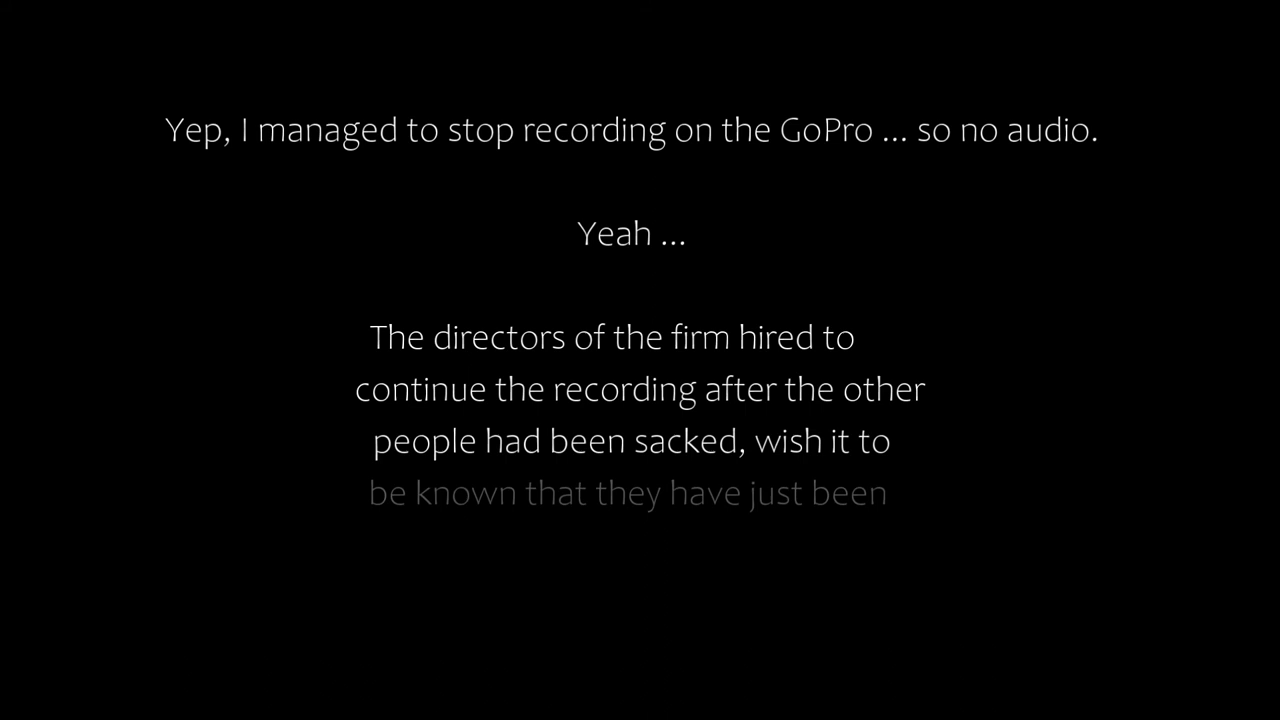 Yep, I managed to stop recording on the GoPro ... so no audio.
Yeah ...
The directors of the firm hired to
continue the recording after the other
people had been sacked, wish it to
be known that they have just been